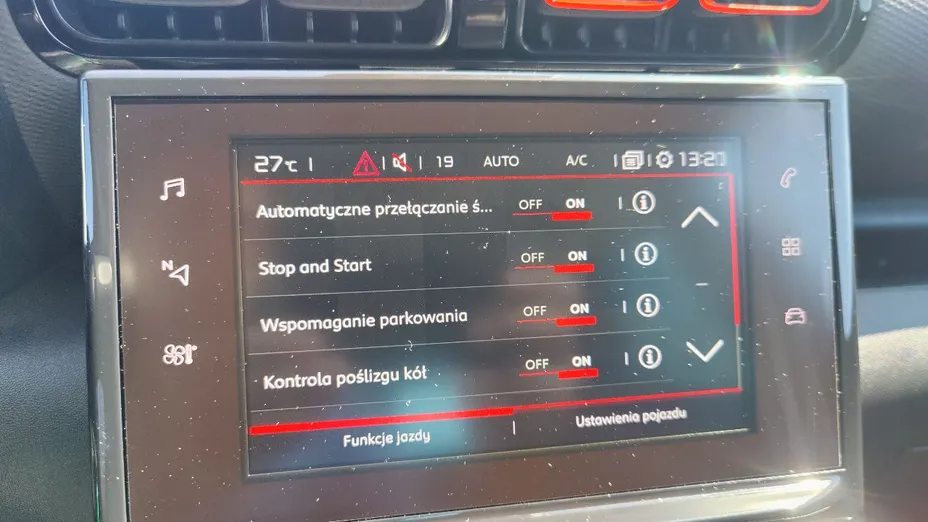 27°C 19 AUTO A/C 13:20
Automatyczne przełączanie ś... OFF ON
N
Stop and Start OFF ON
Wspomaganie parkowania OFF ON
Kontrola poślizgu kół OFF ON
Funkcje jazdy Ustawienia pojazdu